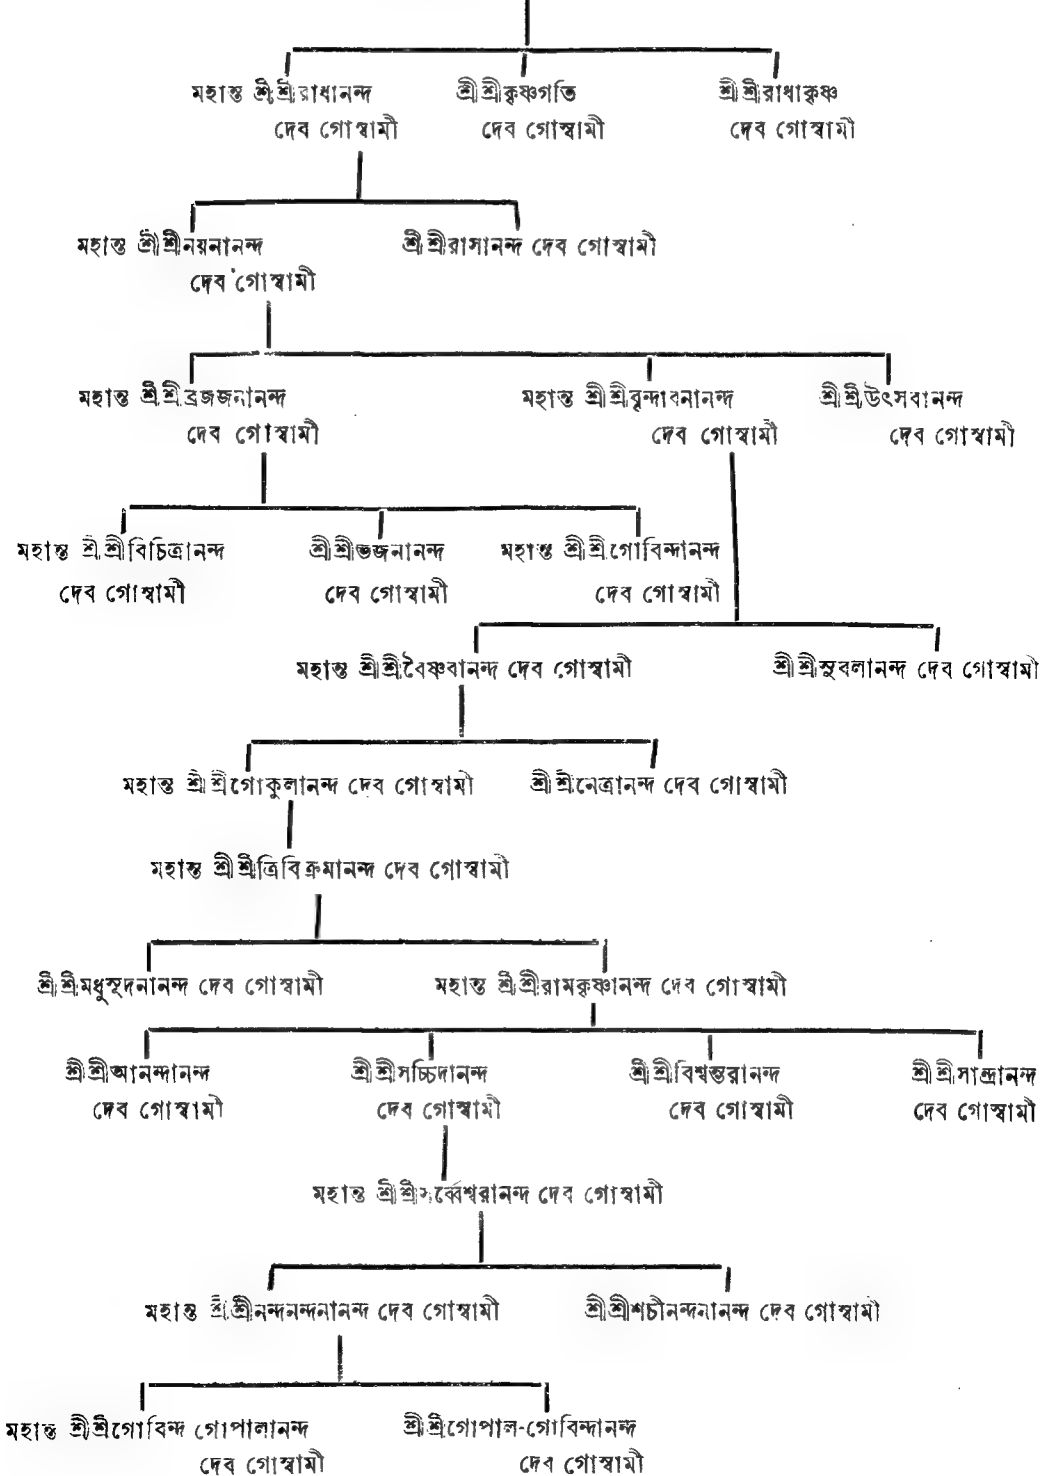 মহান্ত শ্রীশ্রীরাধানন্দ শ্রীশ্রীকৃষ্ণগতি শ্রীশ্রীরাধাকৃষ্ণ
দেব গোস্বামী দেব গোস্বামী দেব গোস্বামী
মহান্ত শ্রীশ্রীনয়নানন্দ শ্রীশ্রীরাসানন্দ দেব গোস্বামী
দেব গোস্বামী
মহান্ত শ্রীশ্রীব্রজজনানন্দ মহান্ত শ্রীশ্রীবৃন্দাবনানন্দ শ্রীশ্রীউৎসবানন্দ
দেব গোস্বামী দেব গোস্বামী দেব গোস্বামী
মহান্ত শ্রীশ্রীবিচিত্রানন্দ শ্রীশ্রীভজনানন্দ মহান্ত শ্রীশ্রীগোবিন্দানন্দ
দেব গোস্বামী দেব গোস্বামী দেব গোস্বামী
মহান্ত শ্রীশ্রীবৈষ্ণবানন্দ দেব গোস্বামী শ্রীশ্রীসুবলানন্দ দেব গোস্বামী
মহান্ত শ্রীশ্রীগোকুলানন্দ দেব গোস্বামী শ্রীশ্রীনেত্রানন্দ দেব গোস্বামী
মহান্ত শ্রীশ্রীত্রিবিক্রমানন্দ দেব গোস্বামী
শ্রীশ্রীমধুসূদনানন্দ দেব গোস্বামী মহান্ত শ্রীশ্রীরামকৃষ্ণানন্দ দেব গোস্বামী
শ্রীশ্রীআনন্দানন্দ শ্রীশ্রীসচ্চিদানন্দ শ্রীশ্রীবিশ্বম্ভরানন্দ শ্রীশ্রীসান্দ্রানন্দ
দেব গোস্বামী দেব গোস্বামী দেব গোস্বামী দেব গোস্বামী
মহান্ত শ্রীশ্রীসর্ব্বেশ্বরানন্দ দেব গোস্বামী
মহান্ত শ্রীশ্রীনন্দনন্দনানন্দ দেব গোস্বামী শ্রীশ্রীশচীনন্দনানন্দ দেব গোস্বামী
মহান্ত শ্রীশ্রীগোবিন্দ গোপালানন্দ শ্রীশ্রীগোপাল-গোবিন্দানন্দ
দেব গোস্বামী দেব গোস্বামী